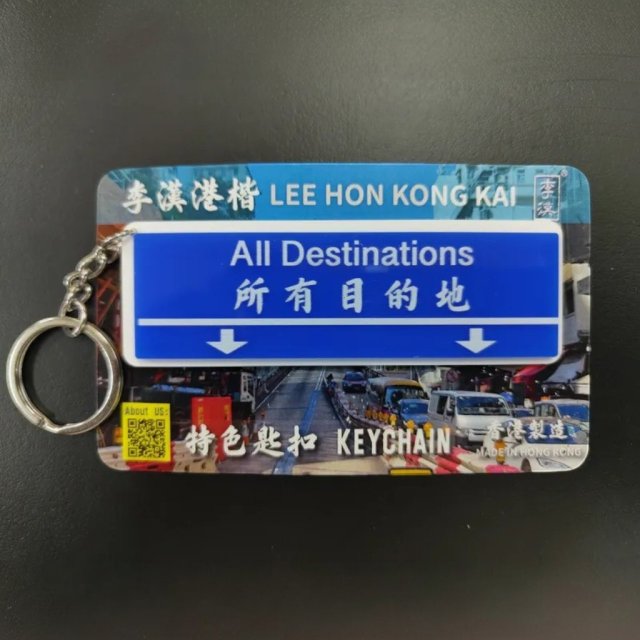 李漢港楷 LEE HON KONG KAI
李漢
All Destinations
所有目的地
About US:
特色匙扣 KEYCHAIN
香港製造
MADE IN HONG KONG